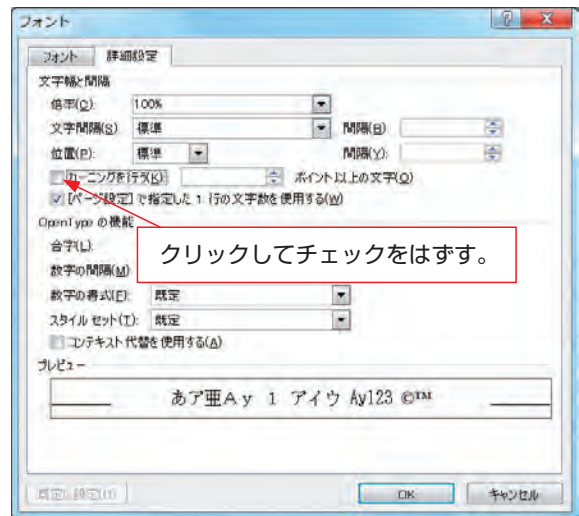 フォント
フォント 詳細設定
文字幅と間隔
倍率(C): 100%
文字間隔(S): 標準 間隔(B):
位置(P): 標準 間隔(Y):
カーニングを行う(K): ポイント以上の文字(O)
[ページ設定]で指定した 1 行の文字数を使用する(W)
OpenType の機能
合字(L):
クリックしてチェックをはずす。
数字の間隔(M)
数字の書式(F): 既定
スタイル セット(T): 既定
コンテキスト代替を使用する(A)
プレビュー
あア亜Ay 1 アイウ Ay123 ©™
既定に設定(D) OK キャンセル